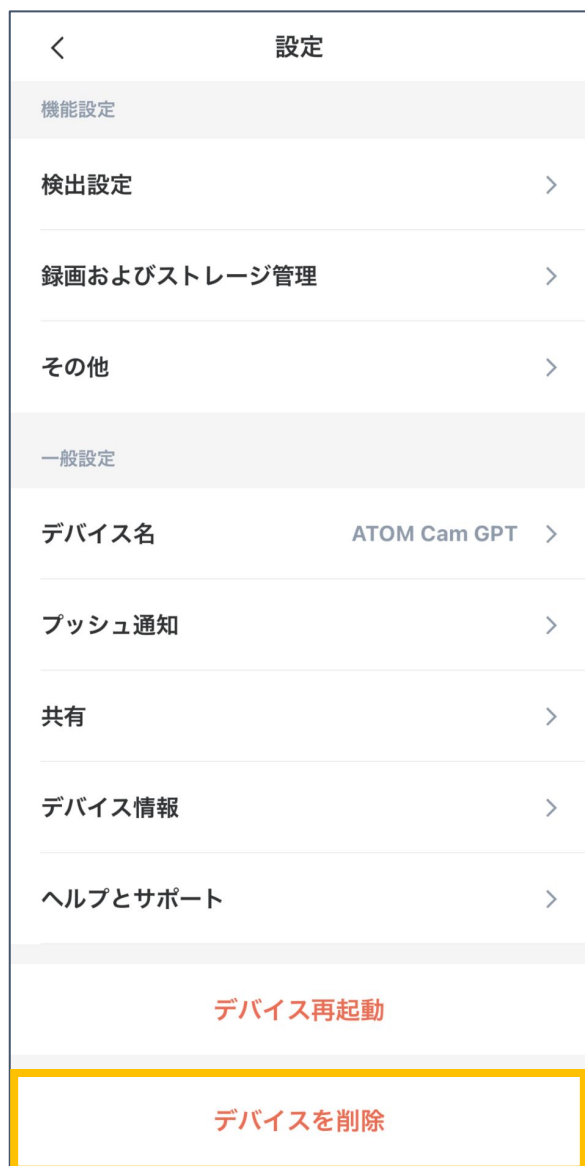 設定
機能設定
検出設定
録画およびストレージ管理
その他
一般設定
デバイス名 ATOM Cam GPT
プッシュ通知
共有
デバイス情報
ヘルプとサポート
デバイス再起動
デバイスを削除